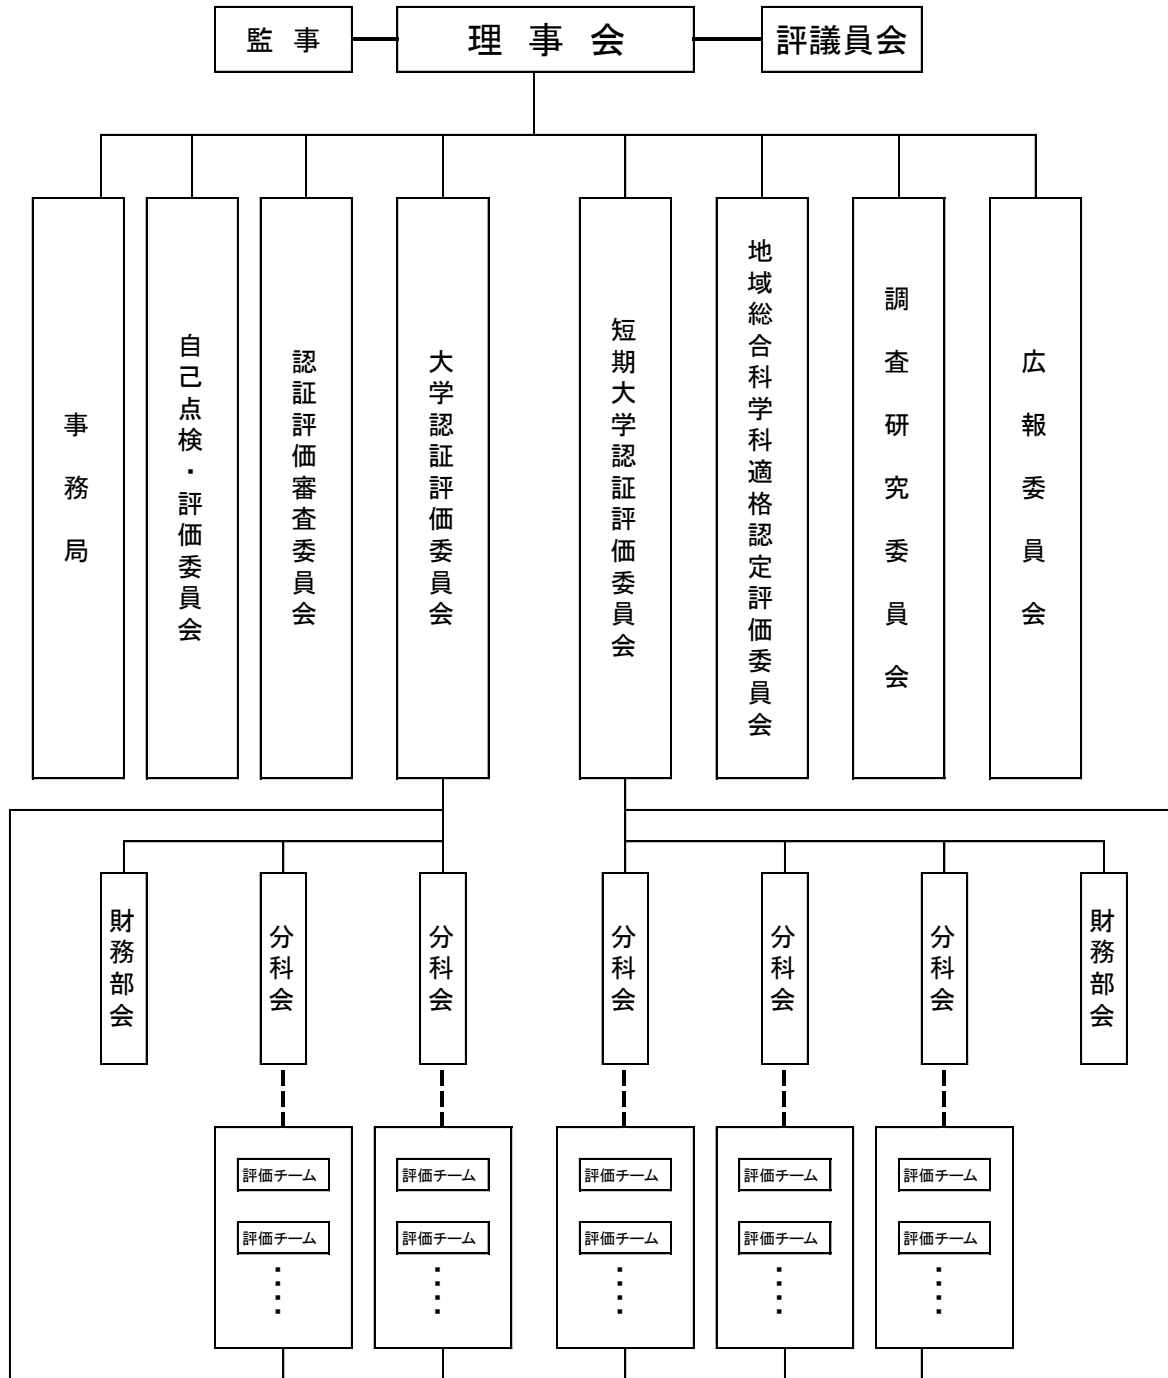 監 事
理 事 会
評議員会
事務局
自己点検・評価委員会
認証評価審査委員会
大学認証評価委員会
短期大学認証評価委員会
地域総合科学科適格認定評価委員会
調査研究委員会
広報委員会
財務部会
分科会
分科会
分科会
分科会
分科会
財務部会
評価チーム
評価チーム
評価チーム
評価チーム
評価チーム
評価チーム
評価チーム
評価チーム
評価チーム
評価チーム